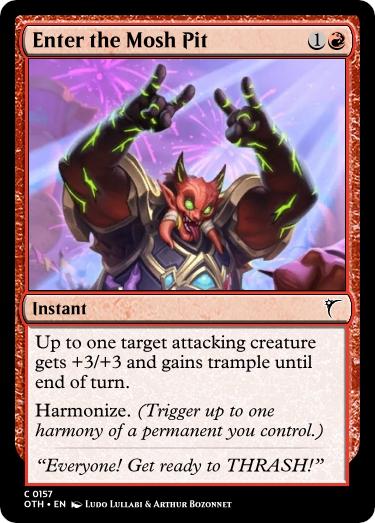 Enter the Mosh Pit 1
Instant
Up to one target attacking creature
gets +3/+3 and gains trample until
end of turn.
Harmonize. (Trigger up to one
harmony of a permanent you control.)
“Everyone! Get ready to THRASH!”
C 0157
OTH • EN Ludo Lullabi & Arthur Bozonnet